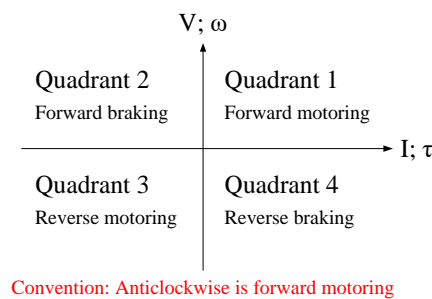 V; ω
Quadrant 2
Forward braking
Quadrant 1
Forward motoring
I; τ
Quadrant 3
Reverse motoring
Quadrant 4
Reverse braking
Convention: Anticlockwise is forward motoring